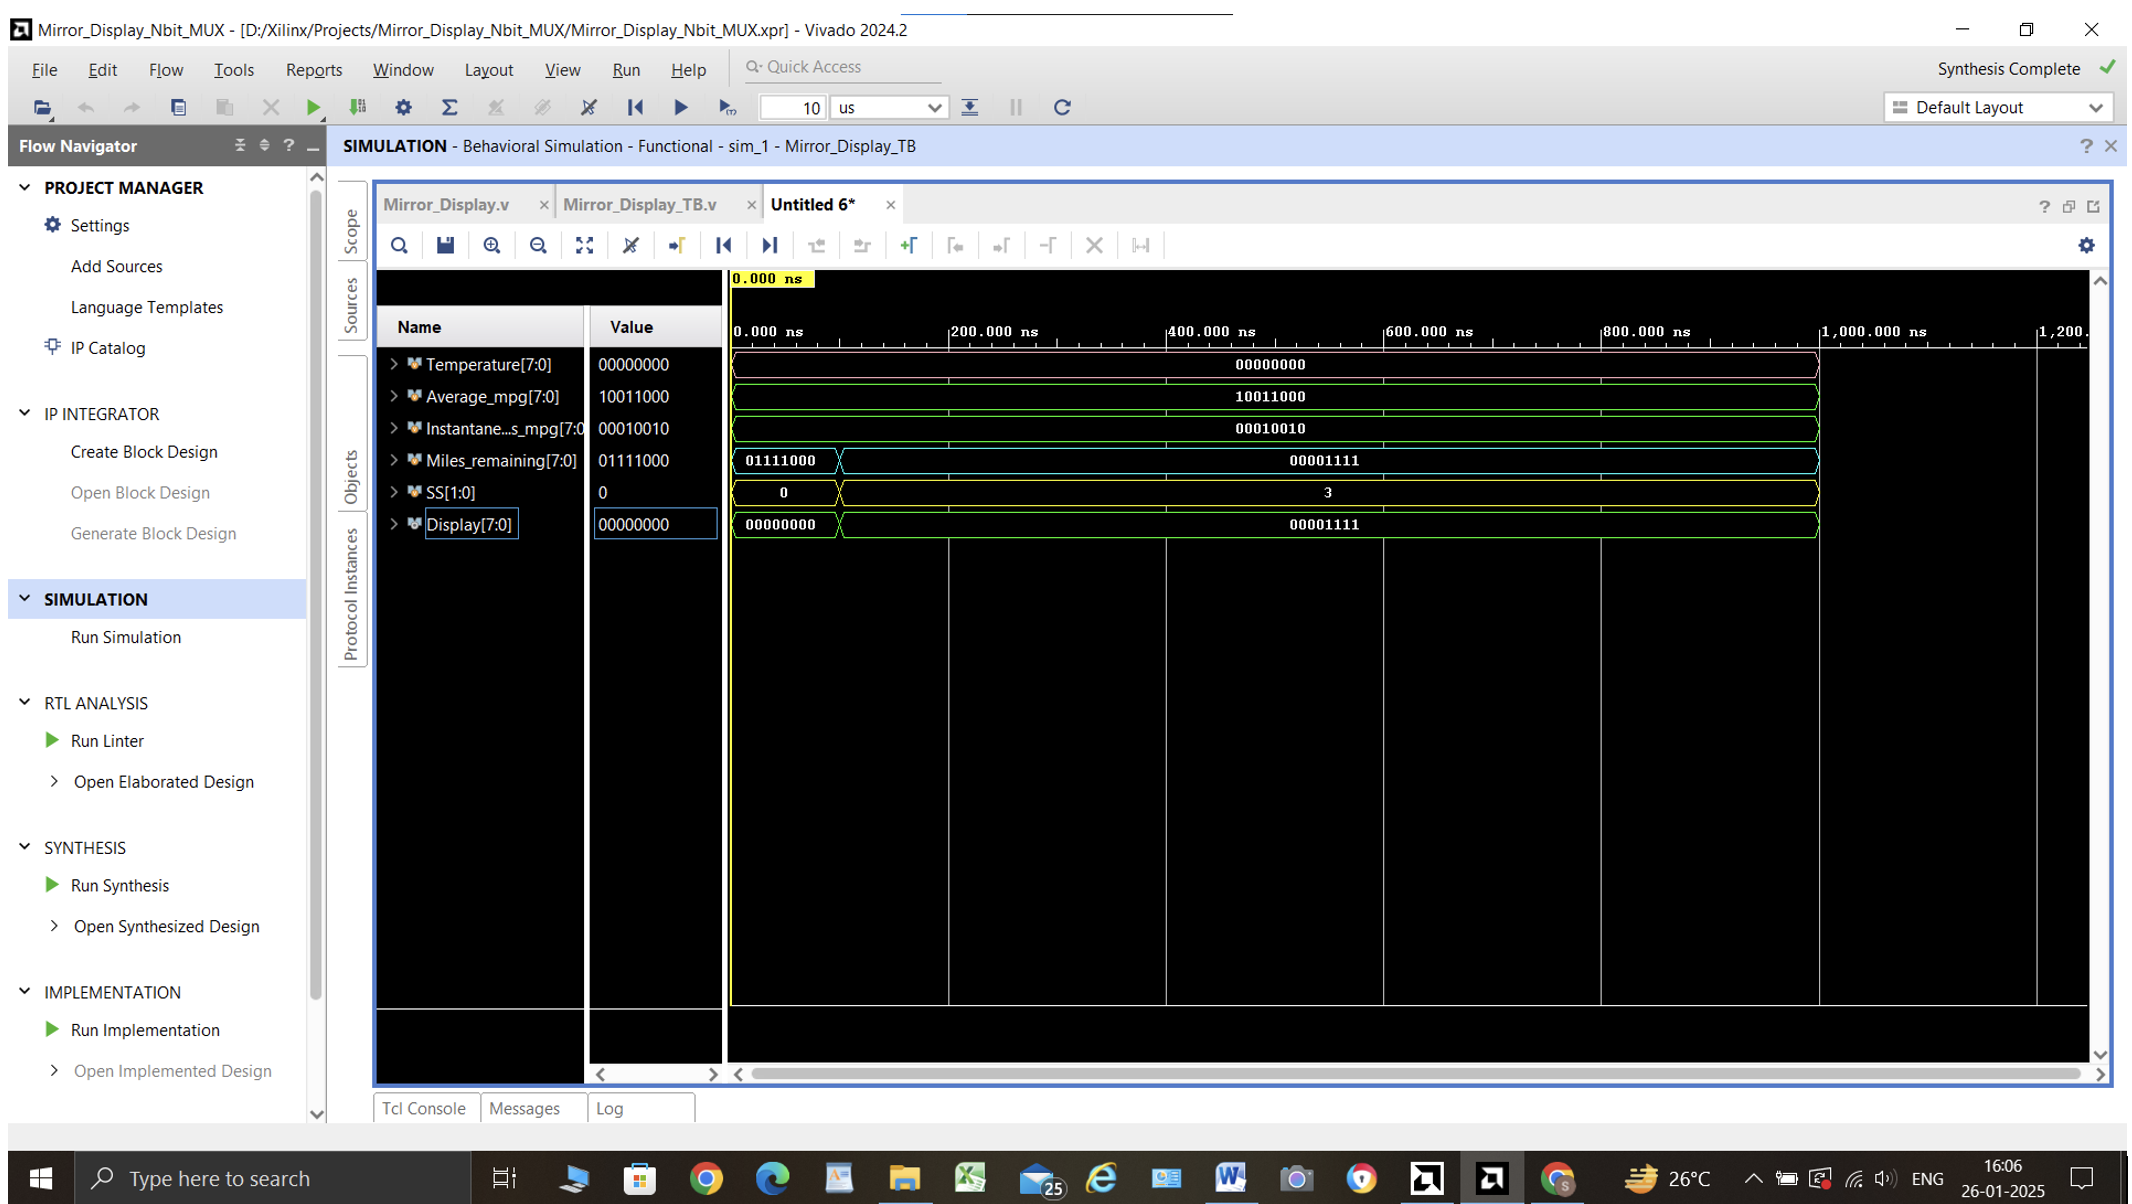 Mirror_Display_Nbit_MUX - [D:/Xilinx/Projects/Mirror_Display_Nbit_MUX/Mirror_Display_Nbit_MUX.xpr] - Vivado 2024.2
File Edit Flow Tools Reports Window Layout View Run Help Quick Access Synthesis Complete
10 us Default Layout
Flow Navigator
SIMULATION - Behavioral Simulation - Functional - sim_1 - Mirror_Display_TB
PROJECT MANAGER
Settings
Add Sources
Language Templates
IP Catalog
IP INTEGRATOR
Create Block Design
Open Block Design
Generate Block Design
SIMULATION
Run Simulation
RTL ANALYSIS
Run Linter
Open Elaborated Design
SYNTHESIS
Run Synthesis
Open Synthesized Design
IMPLEMENTATION
Run Implementation
Open Implemented Design
Scope
Sources
Objects
Protocol Instances
Mirror_Display.v Mirror_Display_TB.v Untitled 6*
0.000 ns
Name Value 0.000 ns 200.000 ns 400.000 ns 600.000 ns 800.000 ns 1,000.000 ns 1,200.
Temperature[7:0] 00000000 00000000
Average_mpg[7:0] 10011000 10011000
Instantane...s_mpg[7:0 00010010 00010010
Miles_remaining[7:0] 01111000 01111000 00001111
SS[1:0] 0 0 3
Display[7:0] 00000000 00000000 00001111
Tcl Console Messages Log
Type here to search 25 26°C ENG 16:06
26-01-2025